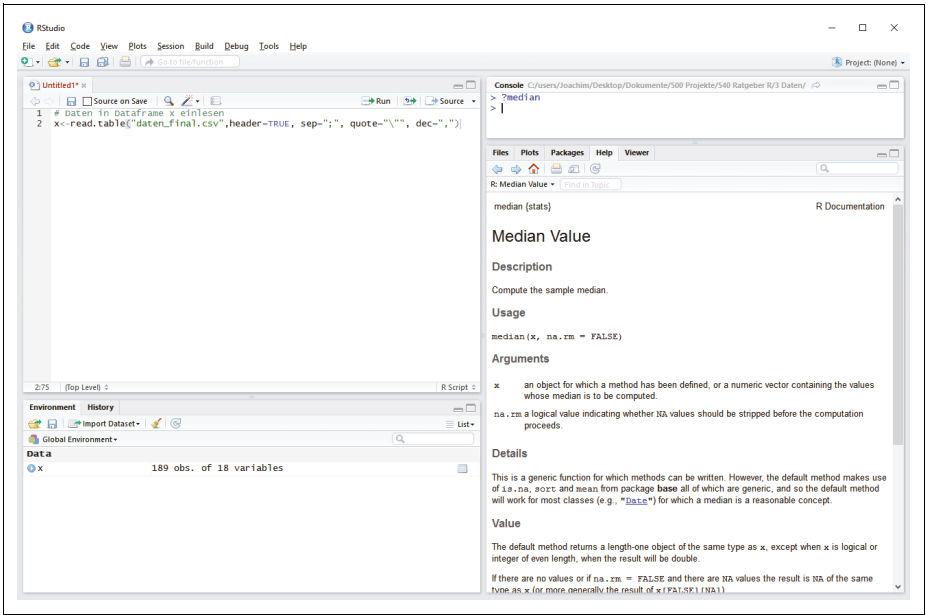 RStudio
File Edit Code View Plots Session Build Debug Tools Help
Go to file/function
Project: (None)
Untitled1*
Source on Save
Run
Source
1 # Daten in Dataframe x einlesen
2 x<-read.table("daten_final.csv",header=TRUE, sep=";", quote="\"", dec=",")
2:75 (Top Level) R Script
Environment History
Import Dataset
List
Global Environment
Data
x 189 obs. of 18 variables
Console C:/users/Joachim/Desktop/Dokumente/500 Projekte/540 Ratgeber R/3 Daten/
> ?median
>
Files Plots Packages Help Viewer
R: Median Value Find in Topic
median {stats} R Documentation
Median Value
Description
Compute the sample median.
Usage
median(x, na.rm = FALSE)
Arguments
x an object for which a method has been defined, or a numeric vector containing the values
whose median is to be computed.
na.rm a logical value indicating whether NA values should be stripped before the computation
proceeds.
Details
This is a generic function for which methods can be written. However, the default method makes use
of is.na, sort and mean from package base all of which are generic, and so the default method
will work for most classes (e.g., "Date") for which a median is a reasonable concept.
Value
The default method returns a length-one object of the same type as x, except when x is logical or
integer of even length, when the result will be double.
If there are no values or if na.rm = FALSE and there are NA values the result is NA of the same
type as x (or more generally the result of x[FALSE][NA])